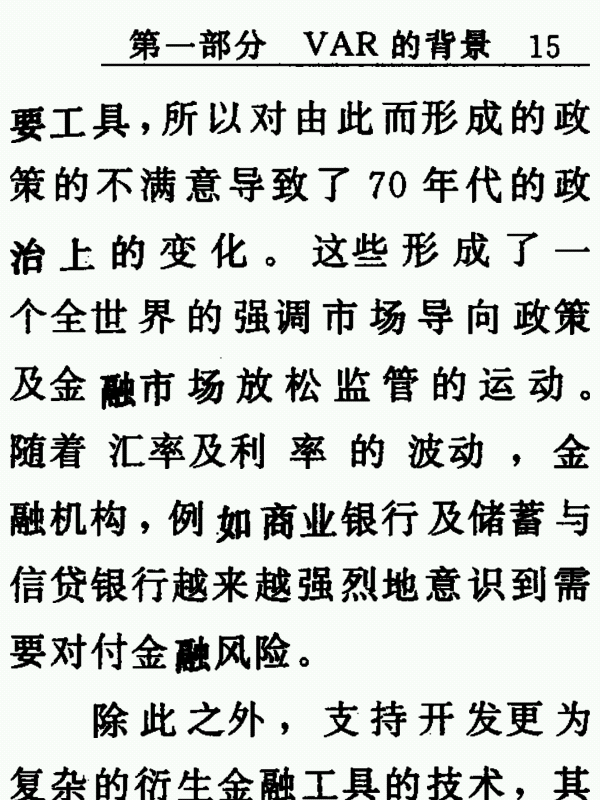 第一部分 VAR的背景 15
要工具,所以对由此而形成的政
策的不满意导致了70年代的政
治上的变化。这些形成了一
个全世界的强调市场导向政策
及金融市场放松监管的运动。
随着汇率及利率的波动,金
融机构,例如商业银行及储蓄与
信贷银行越来越强烈地意识到需
要对付金融风险。
除此之外,支持开发更为
复杂的衍生金融工具的技术,其